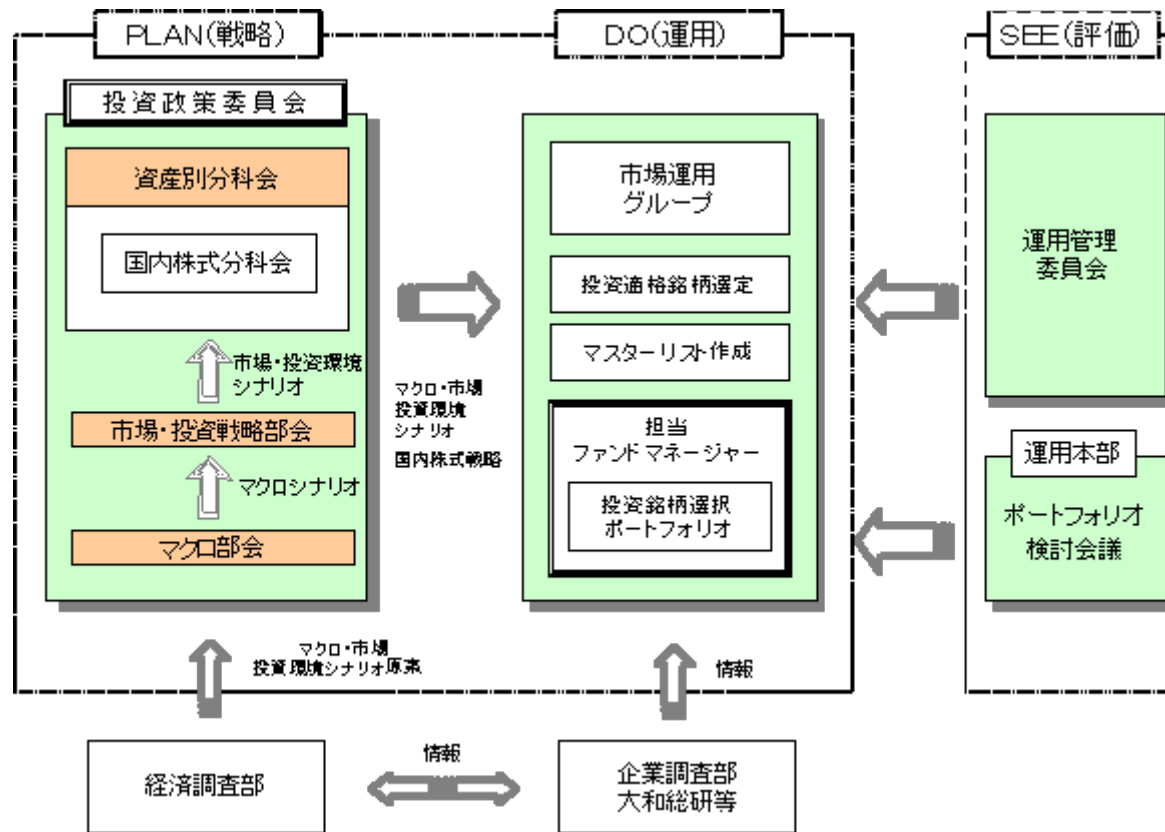 PLAN(戦略)
投資政策委員会
資産別分科会
国内株式分科会
市場・投資環境
シナリオ
市場・投資戦略部会
マクロシナリオ
マクロ部会
マクロ・市場
投資環境
シナリオ
国内株式戦略
DO(運用)
市場運用
グループ
投資適格銘柄選定
マスターリスト作成
担当
ファンドマネージャー
投資銘柄選択
ポートフォリオ
SEE(評価)
運用管理
委員会
運用本部
ポートフォリオ
検討会議
マクロ・市場
投資環境シナリオ原案
情報
経済調査部
情報
企業調査部
大和総研等